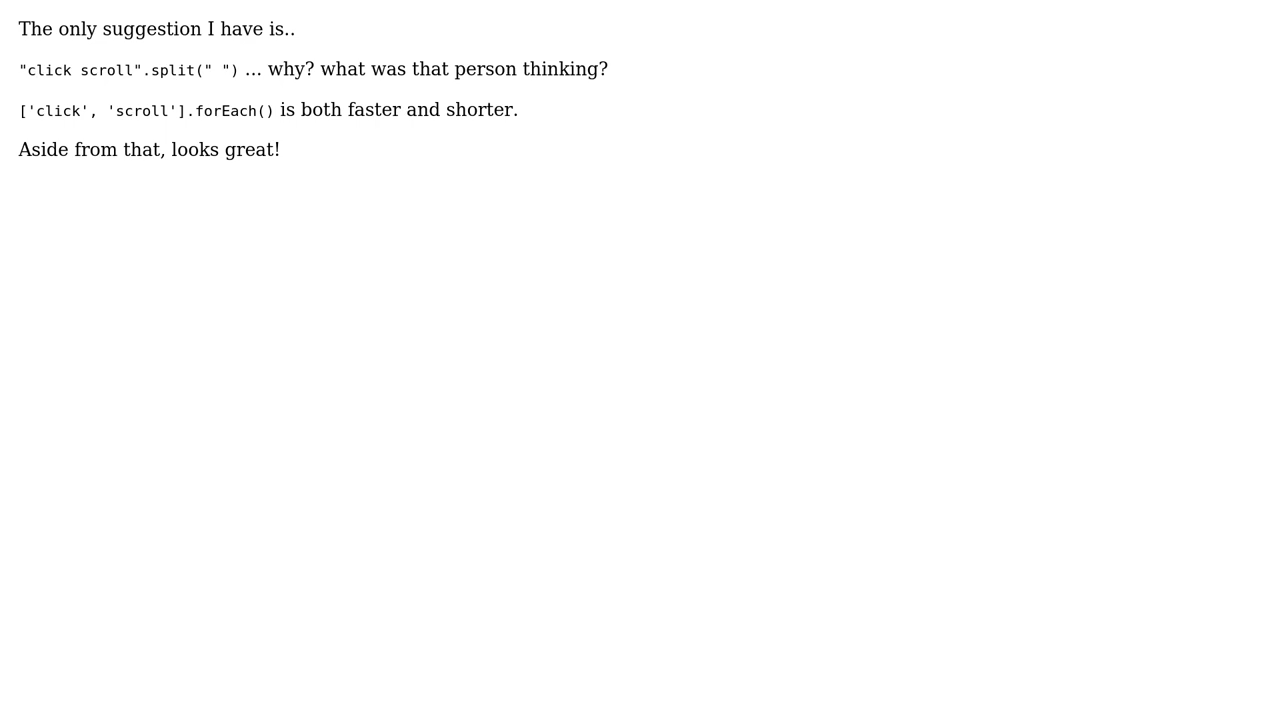 The only suggestion I have is..
"click scroll".split(" ") ... why? what was that person thinking?
['click', 'scroll'].forEach() is both faster and shorter.
Aside from that, looks great!